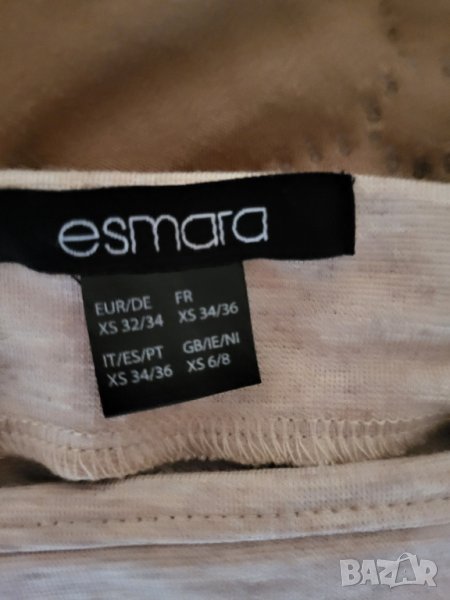 esmara
EUR/DE FR
XS 32/34 XS 34/36
IT/ES/PT GB/IE/NI
XS 34/36 XS 6/8
BAZAR